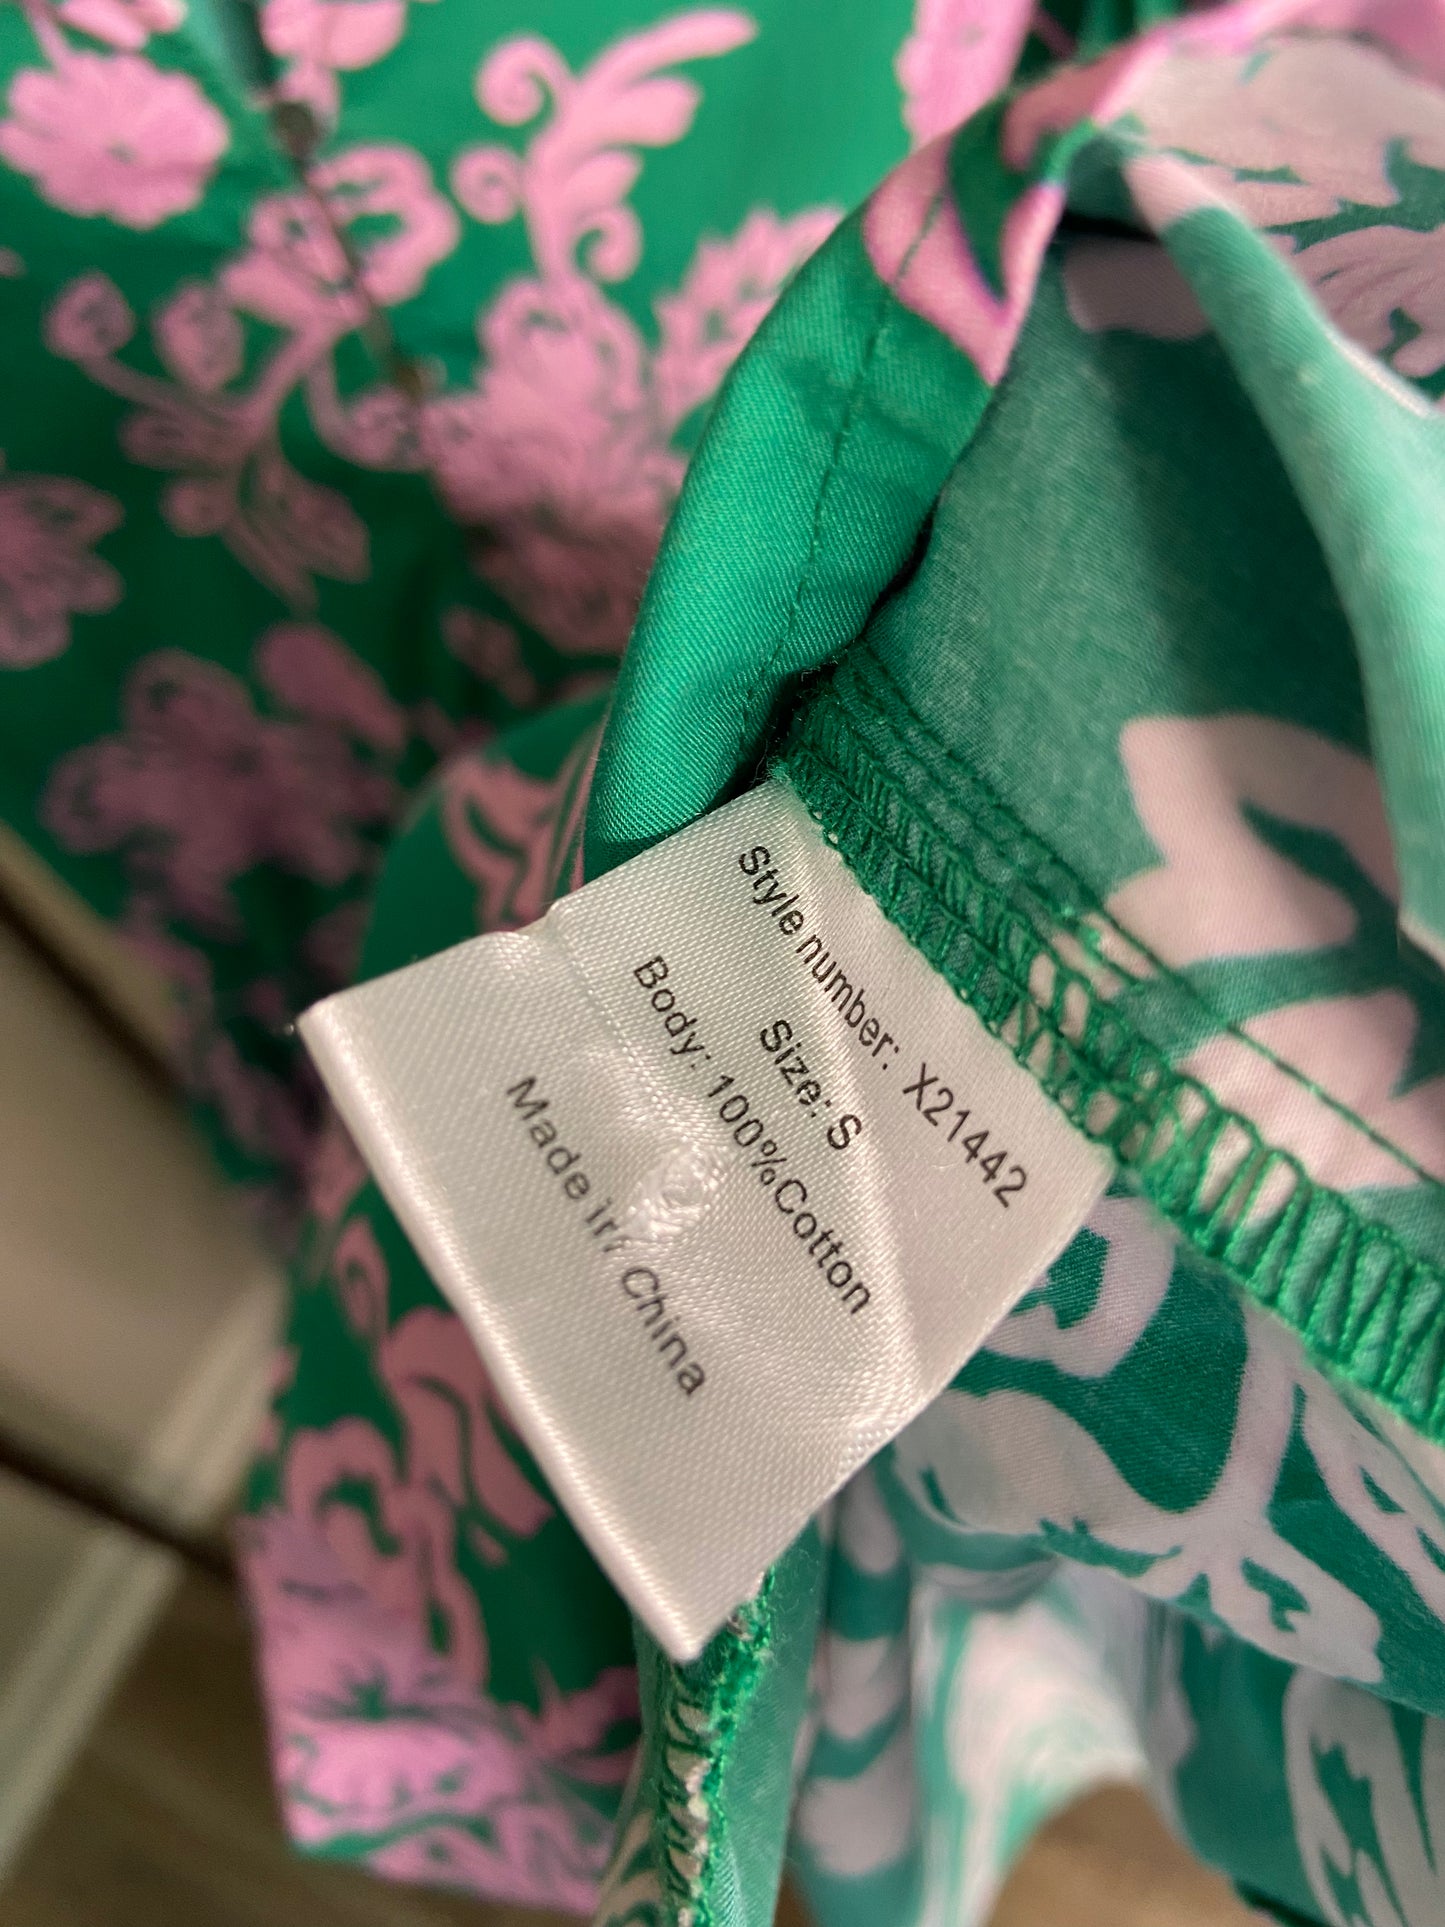 Style number: X21442
Size: S
Body: 100%Cotton
Made in China